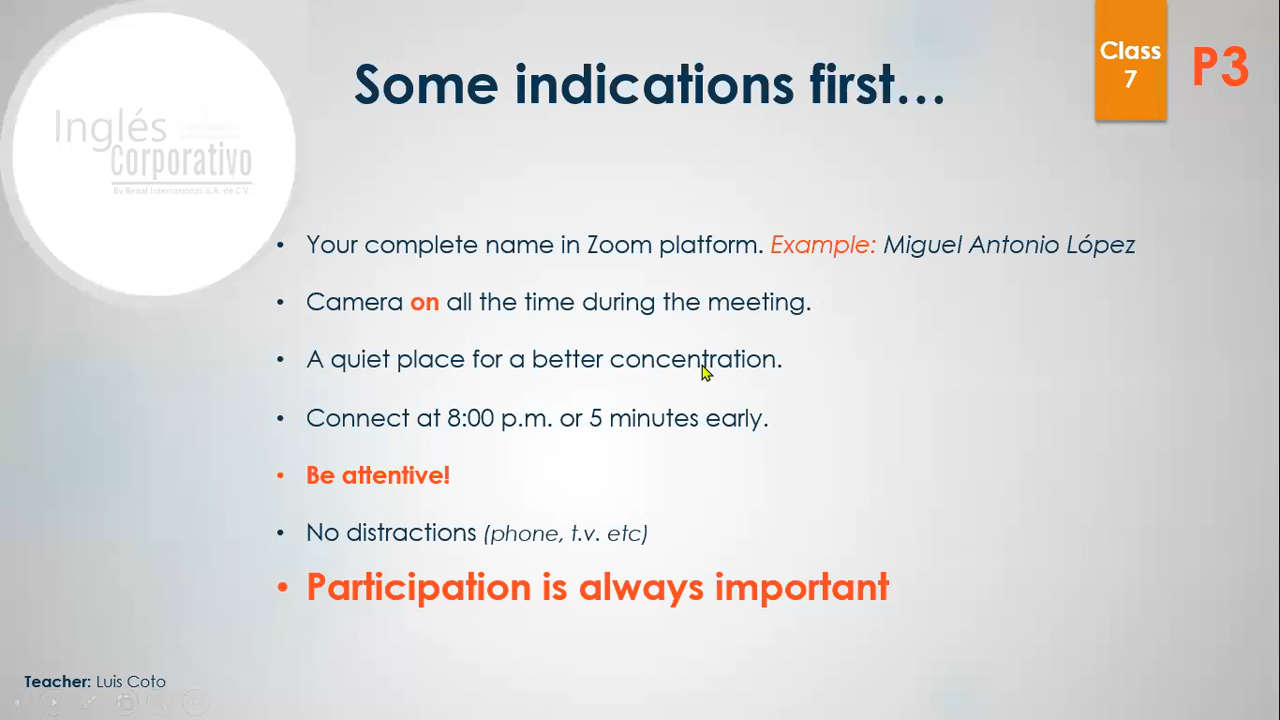 Class
7
P3
Some indications first…
Inglés
Corporativo
• Your complete name in Zoom platform. Example: Miguel Antonio López
• Camera on all the time during the meeting.
• A quiet place for a better concentration.
• Connect at 8:00 p.m. or 5 minutes early.
• Be attentive!
• No distractions (phone, t.v. etc)
• Participation is always important
Teacher: Luis Coto